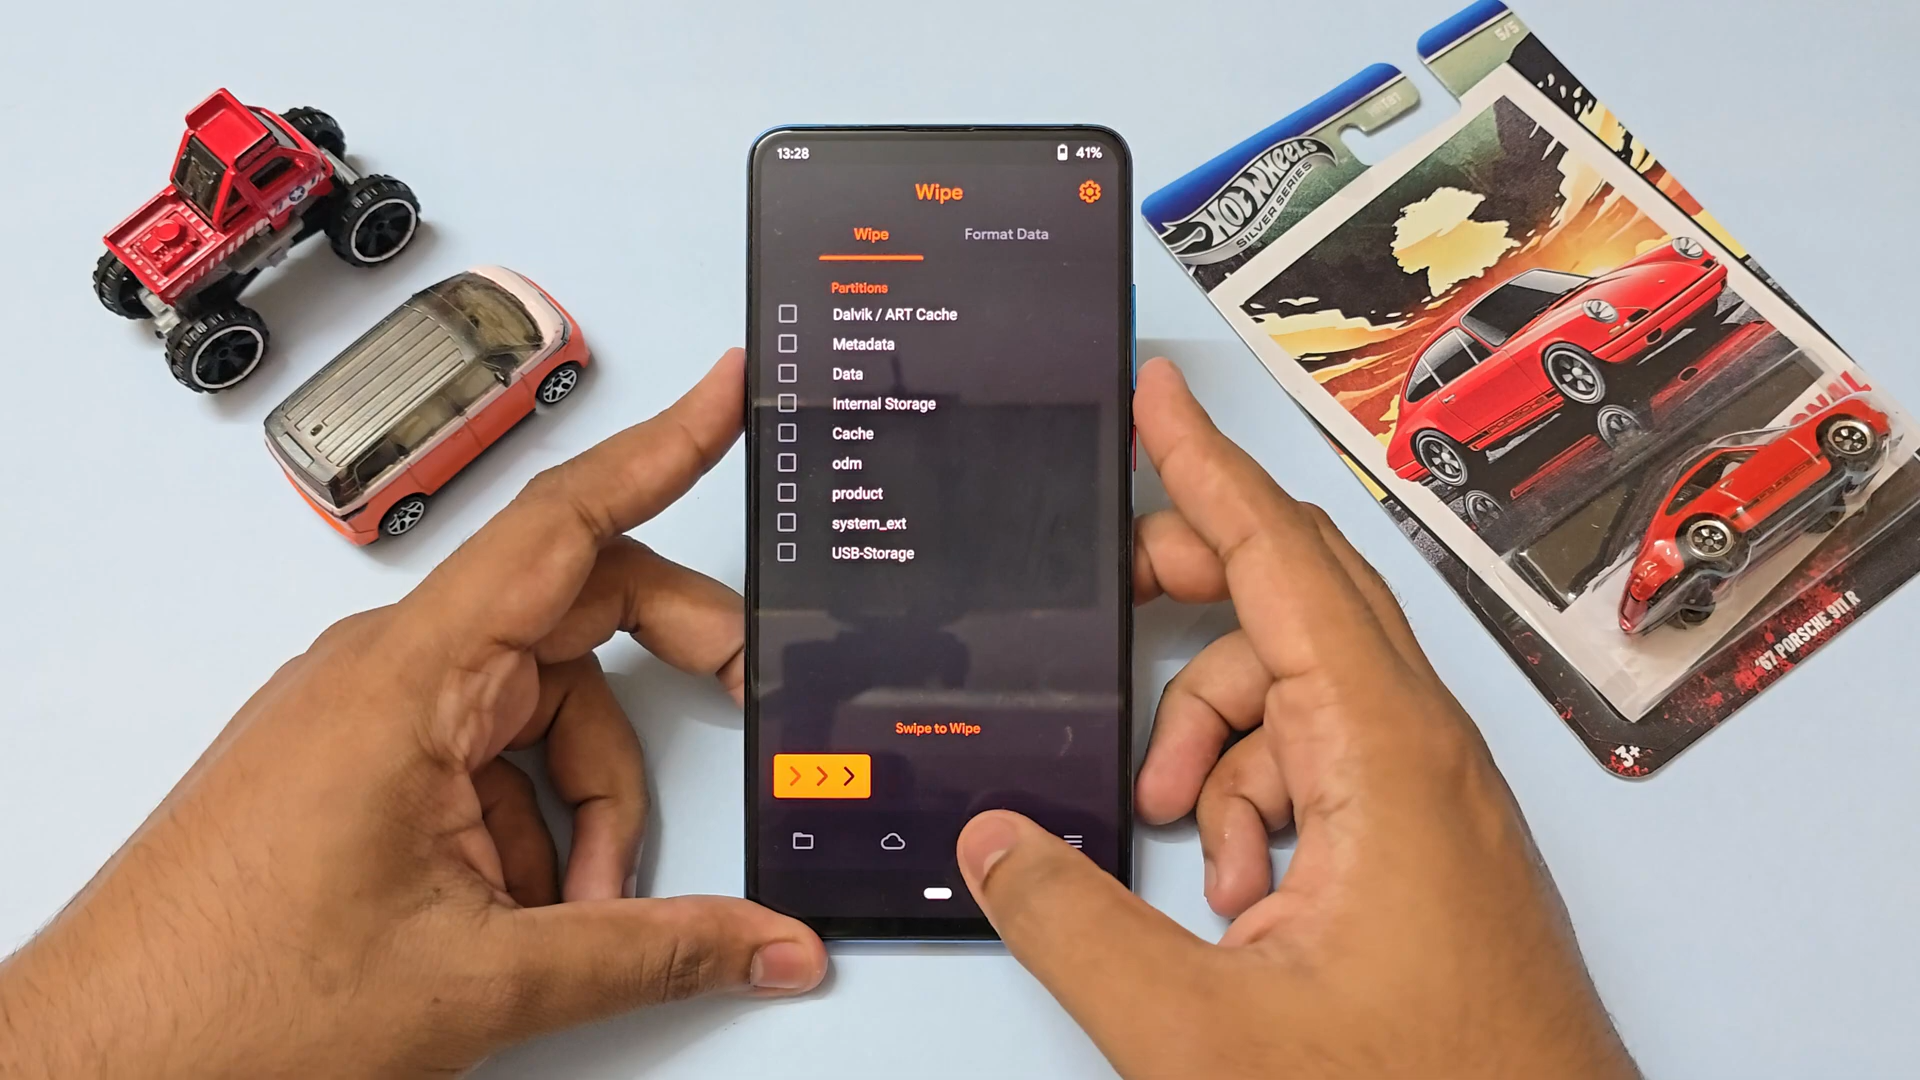 13:28
41%
Wipe
Wipe
Format Data
Partitions
Dalvik / ART Cache
Metadata
Data
Internal Storage
Cache
odm
product
system_ext
USB-Storage
Swipe to Wipe
5/5
HOT WHEELS
SILVER SERIES
PORSCHE
'67 PORSCHE 911 R
3+